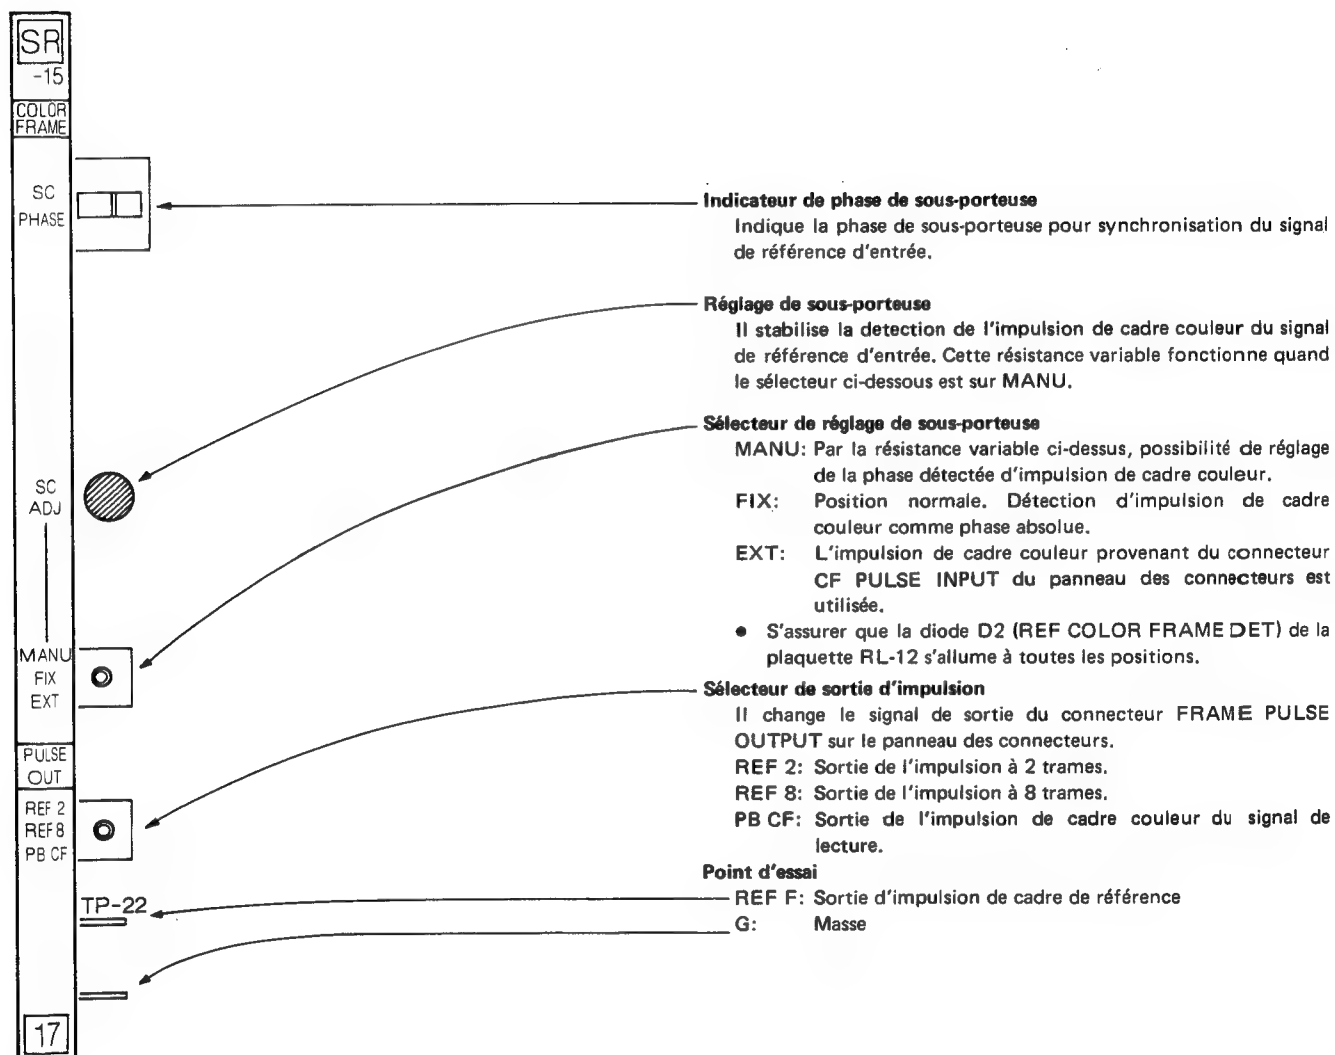 SR
-15
COLOR
FRAME
SC
PHASE
SC
ADJ
MANU
FIX
EXT
PULSE
OUT
REF 2
REF 8
PB CF
TP-22
17
Indicateur de phase de sous-porteuse
Indique la phase de sous-porteuse pour synchronisation du signal
de référence d'entrée.
Réglage de sous-porteuse
Il stabilise la detection de l'impulsion de cadre couleur du signal
de référence d'entrée. Cette résistance variable fonctionne quand
le sélecteur ci-dessous est sur MANU.
Sélecteur de réglage de sous-porteuse
MANU: Par la résistance variable ci-dessus, possibilité de réglage
de la phase détectée d'impulsion de cadre couleur.
FIX: Position normale. Détection d'impulsion de cadre
couleur comme phase absolue.
EXT: L'impulsion de cadre couleur provenant du connecteur
CF PULSE INPUT du panneau des connecteurs est
utilisée.
● S'assurer que la diode D2 (REF COLOR FRAME DET) de la
plaquette RL-12 s'allume à toutes les positions.
Sélecteur de sortie d'impulsion
Il change le signal de sortie du connecteur FRAME PULSE
OUTPUT sur le panneau des connecteurs.
REF 2: Sortie de l'impulsion à 2 trames.
REF 8: Sortie de l'impulsion à 8 trames.
PB CF: Sortie de l'impulsion de cadre couleur du signal de
lecture.
Point d'essai
REF F: Sortie d'impulsion de cadre de référence
G: Masse